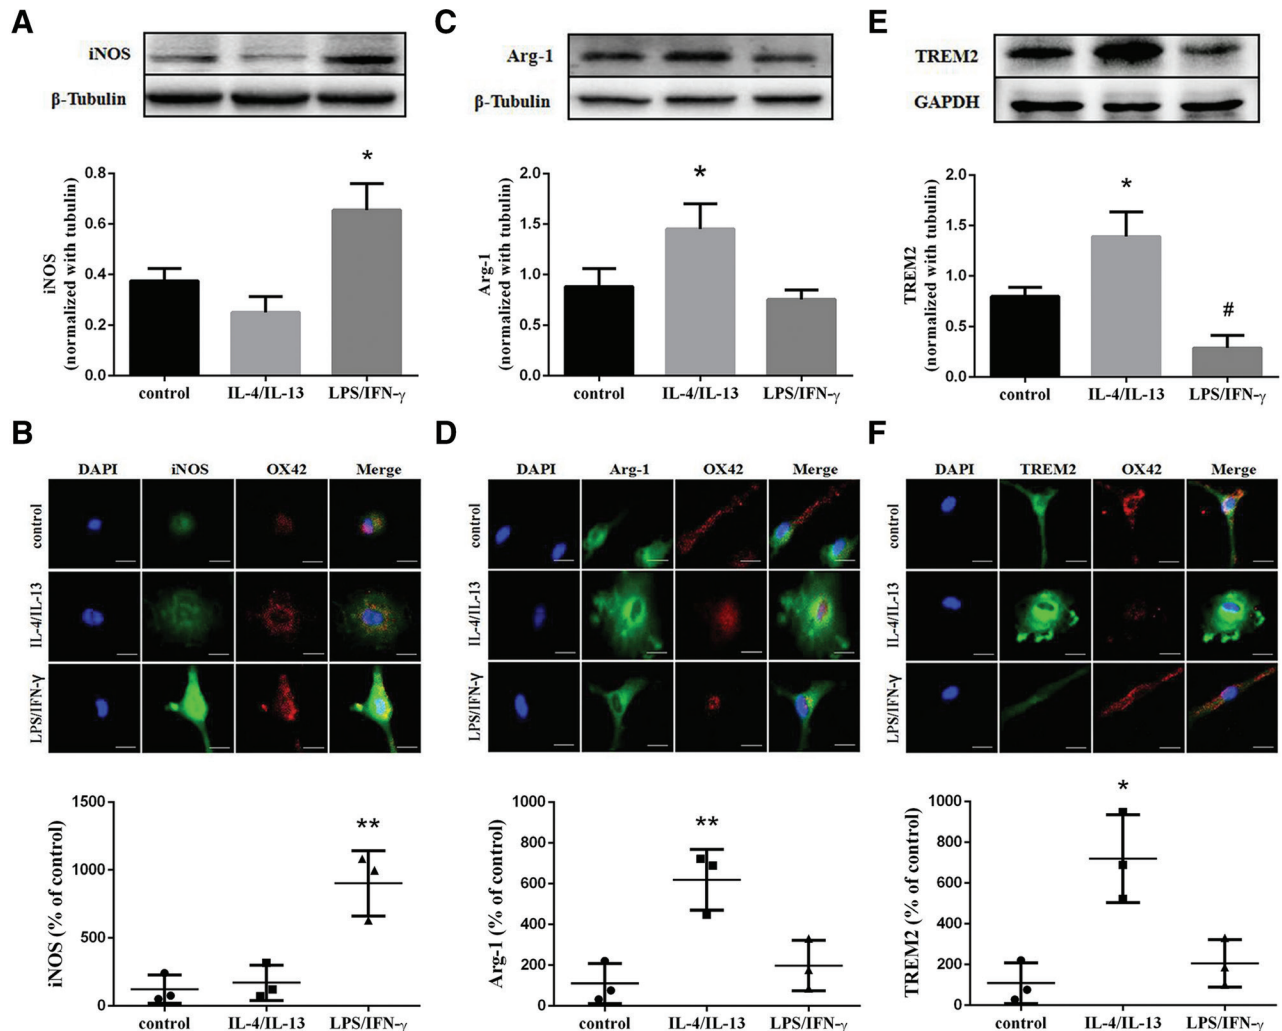 A
iNOS
β-Tubulin
*
0.8
0.6
0.4
0.2
0.0
iNOS
(normalized with tubulin)
control
IL-4/IL-13
LPS/IFN-γ
C
Arg-1
β-Tubulin
*
2.0
1.5
1.0
0.5
0.0
Arg-1
(normalized with tubulin)
control
IL-4/IL-13
LPS/IFN-γ
E
TREM2
GAPDH
*
#
2.0
1.5
1.0
0.5
0.0
TREM2
(normalized with tubulin)
control
IL-4/IL-13
LPS/IFN-γ
B
DAPI
iNOS
OX42
Merge
control
IL-4/IL-13
LPS/IFN-γ
**
1500
1000
500
0
iNOS (% of control)
control
IL-4/IL-13
LPS/IFN-γ
D
DAPI
Arg-1
OX42
Merge
control
IL-4/IL-13
LPS/IFN-γ
**
1000
800
600
400
200
0
Arg-1 (% of control)
control
IL-4/IL-13
LPS/IFN-γ
F
DAPI
TREM2
OX42
Merge
control
IL-4/IL-13
LPS/IFN-γ
*
1000
800
600
400
200
0
TREM2 (% of control)
control
IL-4/IL-13
LPS/IFN-γ